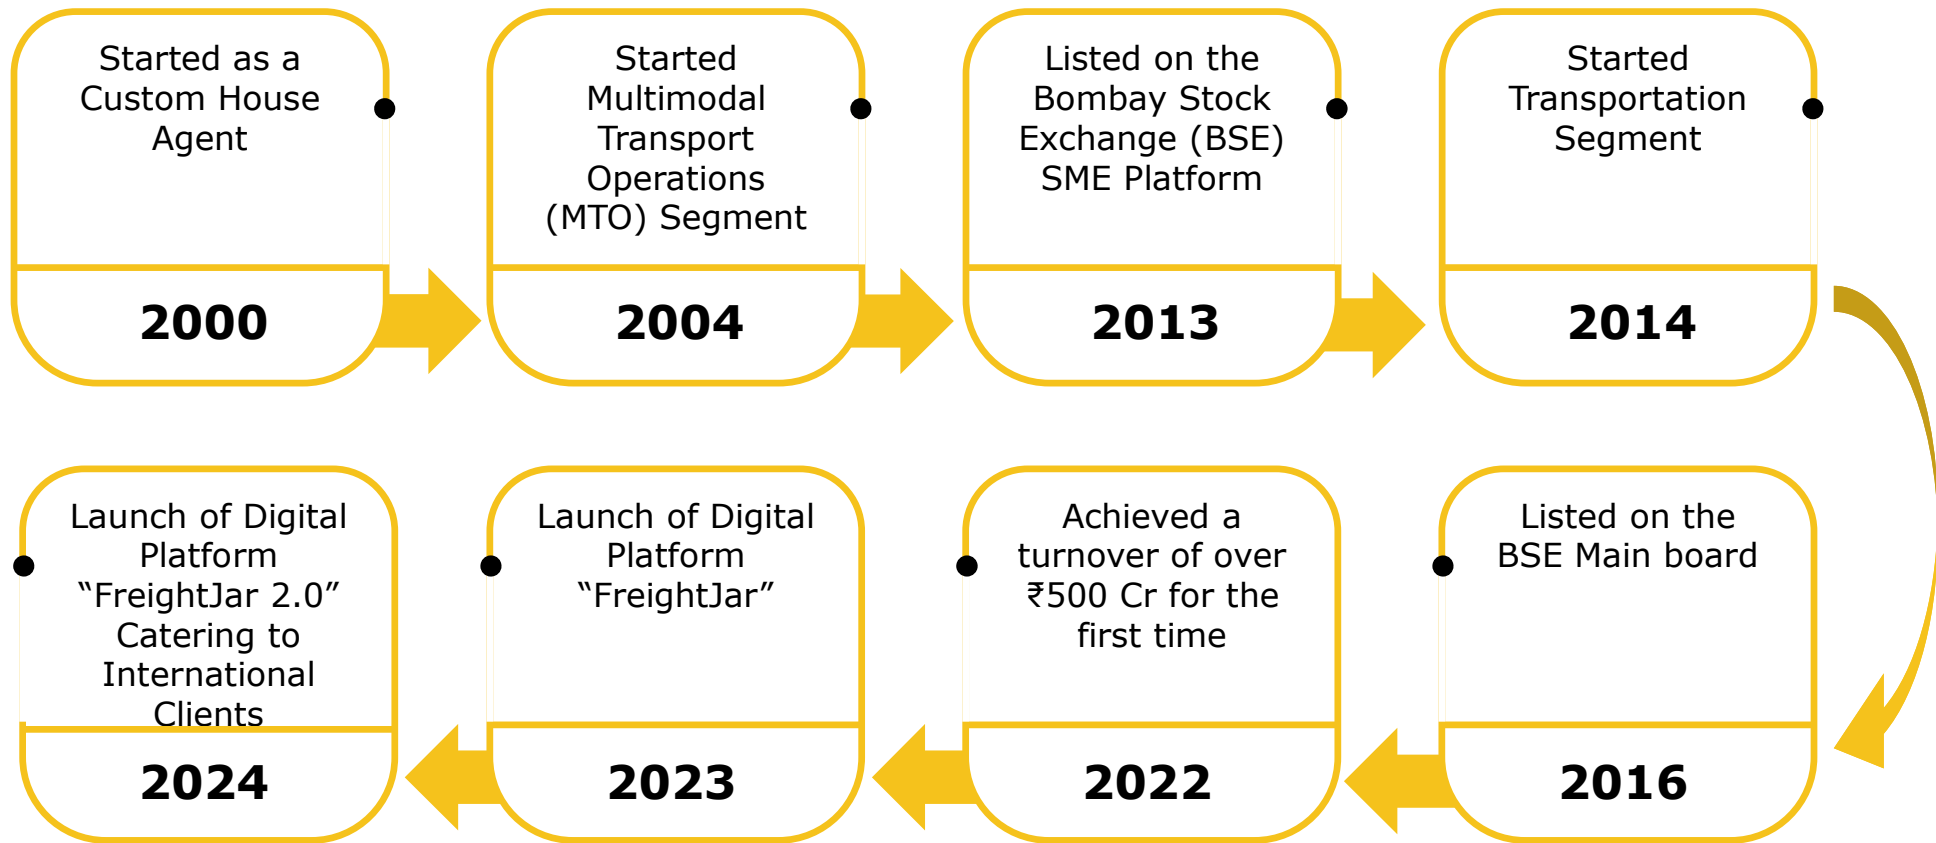 Started as a
Custom House
Agent
2000
Started
Multimodal
Transport
Operations
(MTO) Segment
2004
Listed on the
Bombay Stock
Exchange (BSE)
SME Platform
2013
Started
Transportation
Segment
2014
Listed on the
BSE Main board
2016
Achieved a
turnover of over
₹500 Cr for the
first time
2022
Launch of Digital
Platform
“FreightJar”
2023
Launch of Digital
Platform
“FreightJar 2.0”
Catering to
International
Clients
2024